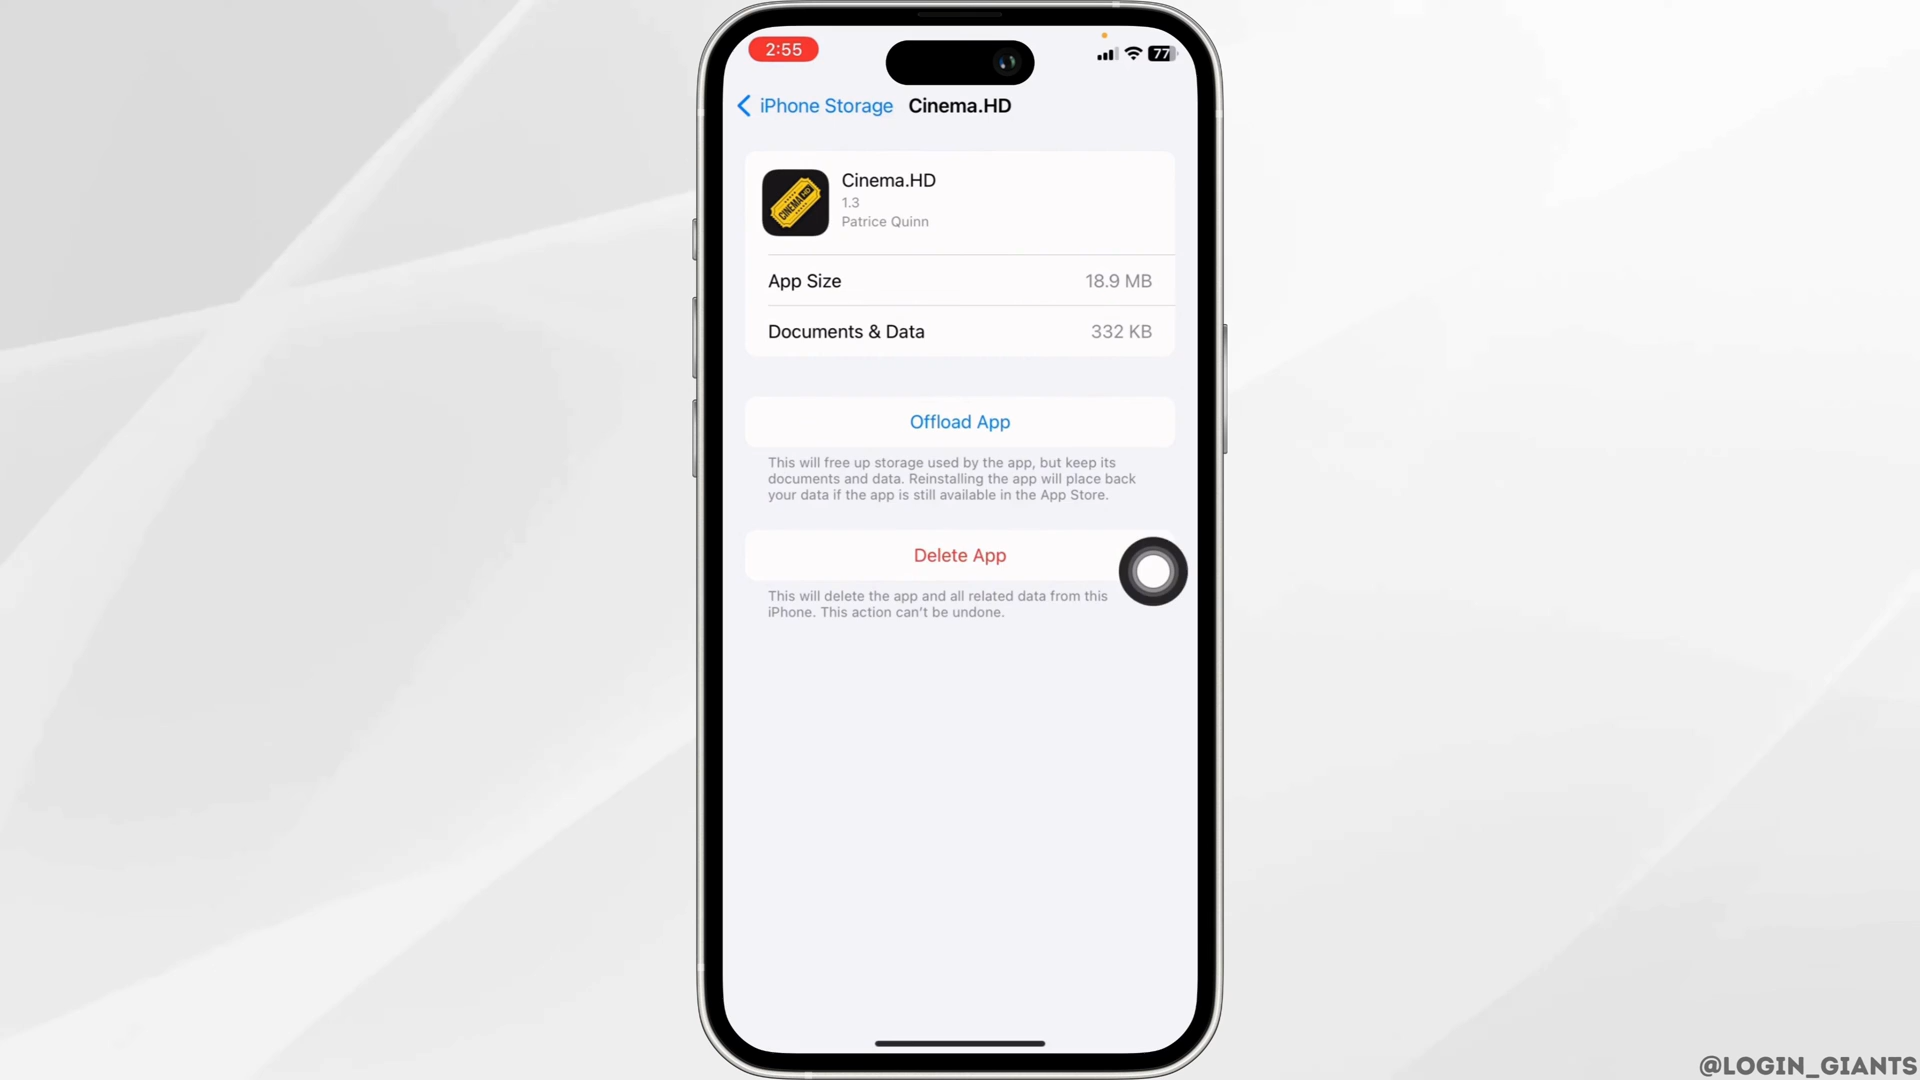 2:55
77
iPhone Storage Cinema.HD
CINEMA HD
Cinema.HD
1.3
Patrice Quinn
App Size 18.9 MB
Documents & Data 332 KB
Offload App
This will free up storage used by the app, but keep its
documents and data. Reinstalling the app will place back
your data if the app is still available in the App Store.
Delete App
This will delete the app and all related data from this
iPhone. This action can't be undone.
@LOGIN_GIANTS